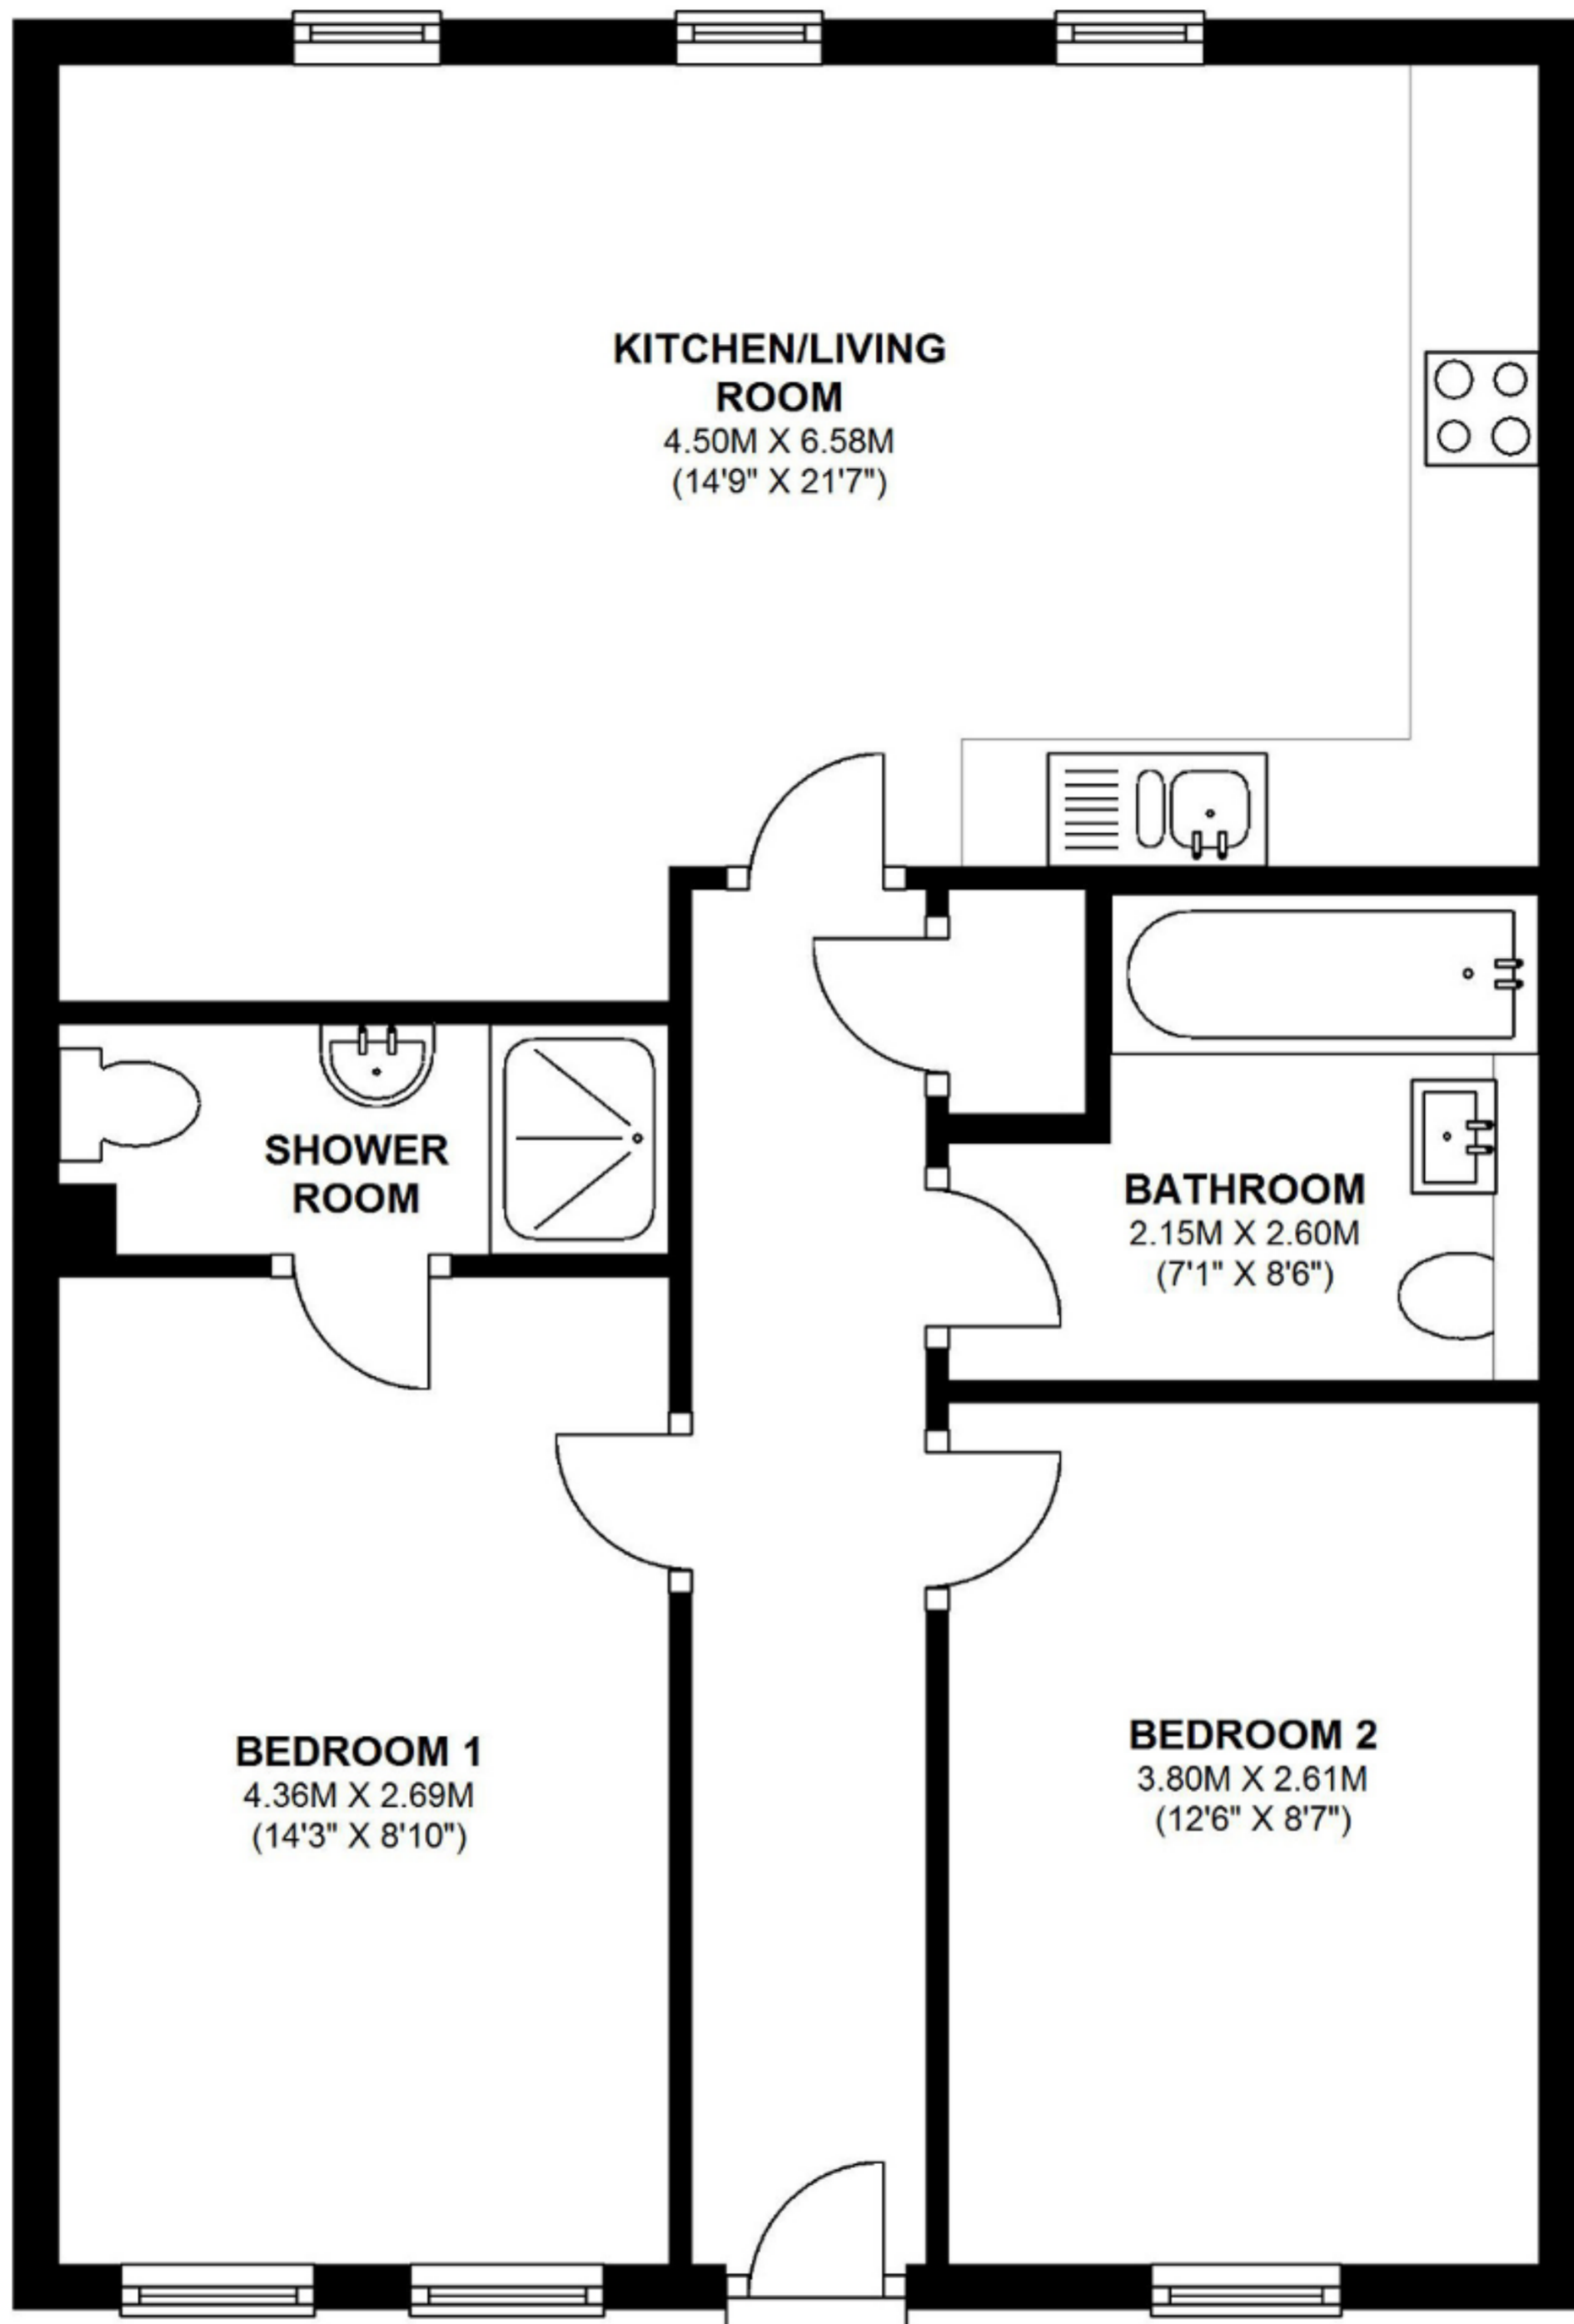 KITCHEN/LIVING
ROOM
4.50M X 6.58M
(14'9" X 21'7")
SHOWER
ROOM
BATHROOM
2.15M X 2.60M
(7'1" X 8'6")
BEDROOM 1
4.36M X 2.69M
(14'3" X 8'10")
BEDROOM 2
3.80M X 2.61M
(12'6" X 8'7")